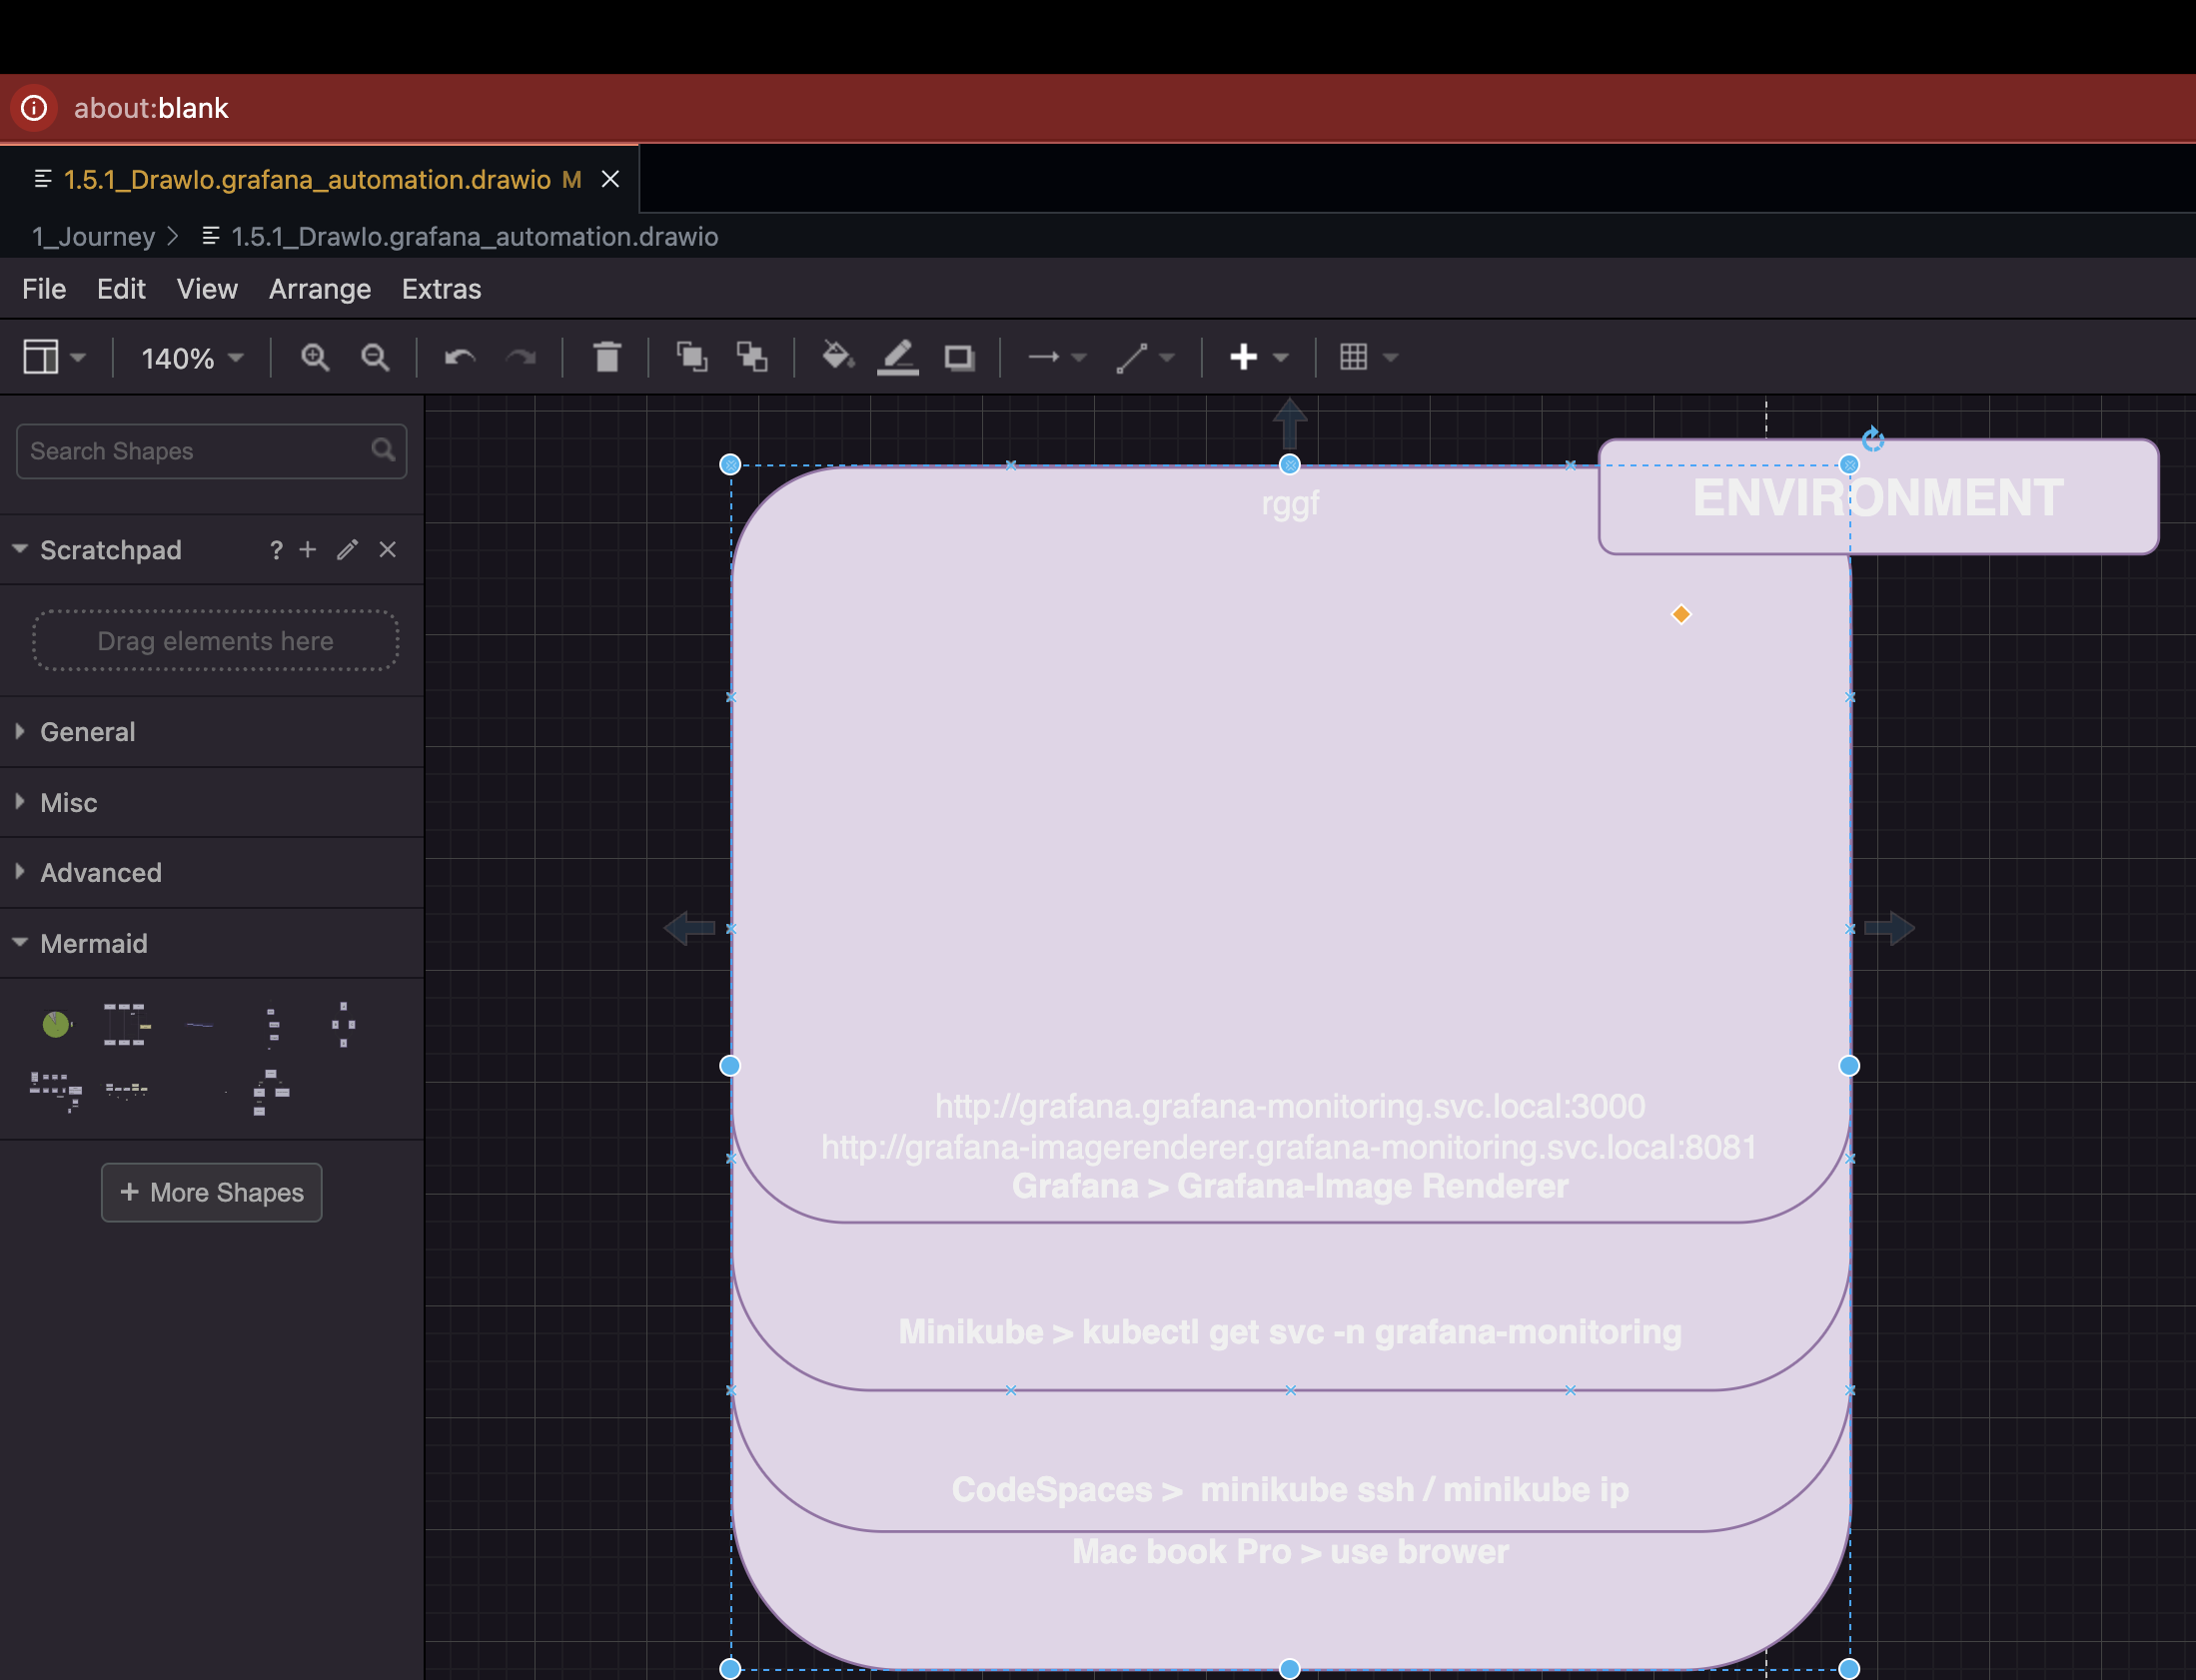 about:blank
1.5.1_DrawIo.grafana_automation.drawio M
1_Journey > 1.5.1_DrawIo.grafana_automation.drawio
File Edit View Arrange Extras
140%
Search Shapes
Scratchpad ? +
Drag elements here
General
Misc
Advanced
Mermaid
+ More Shapes
ENVIRONMENT
rggf
http://grafana.grafana-monitoring.svc.local:3000
http://grafana-imagerenderer.grafana-monitoring.svc.local:8081
Grafana > Grafana-Image Renderer
Minikube > kubectl get svc -n grafana-monitoring
CodeSpaces >  minikube ssh / minikube ip
Mac book Pro > use brower